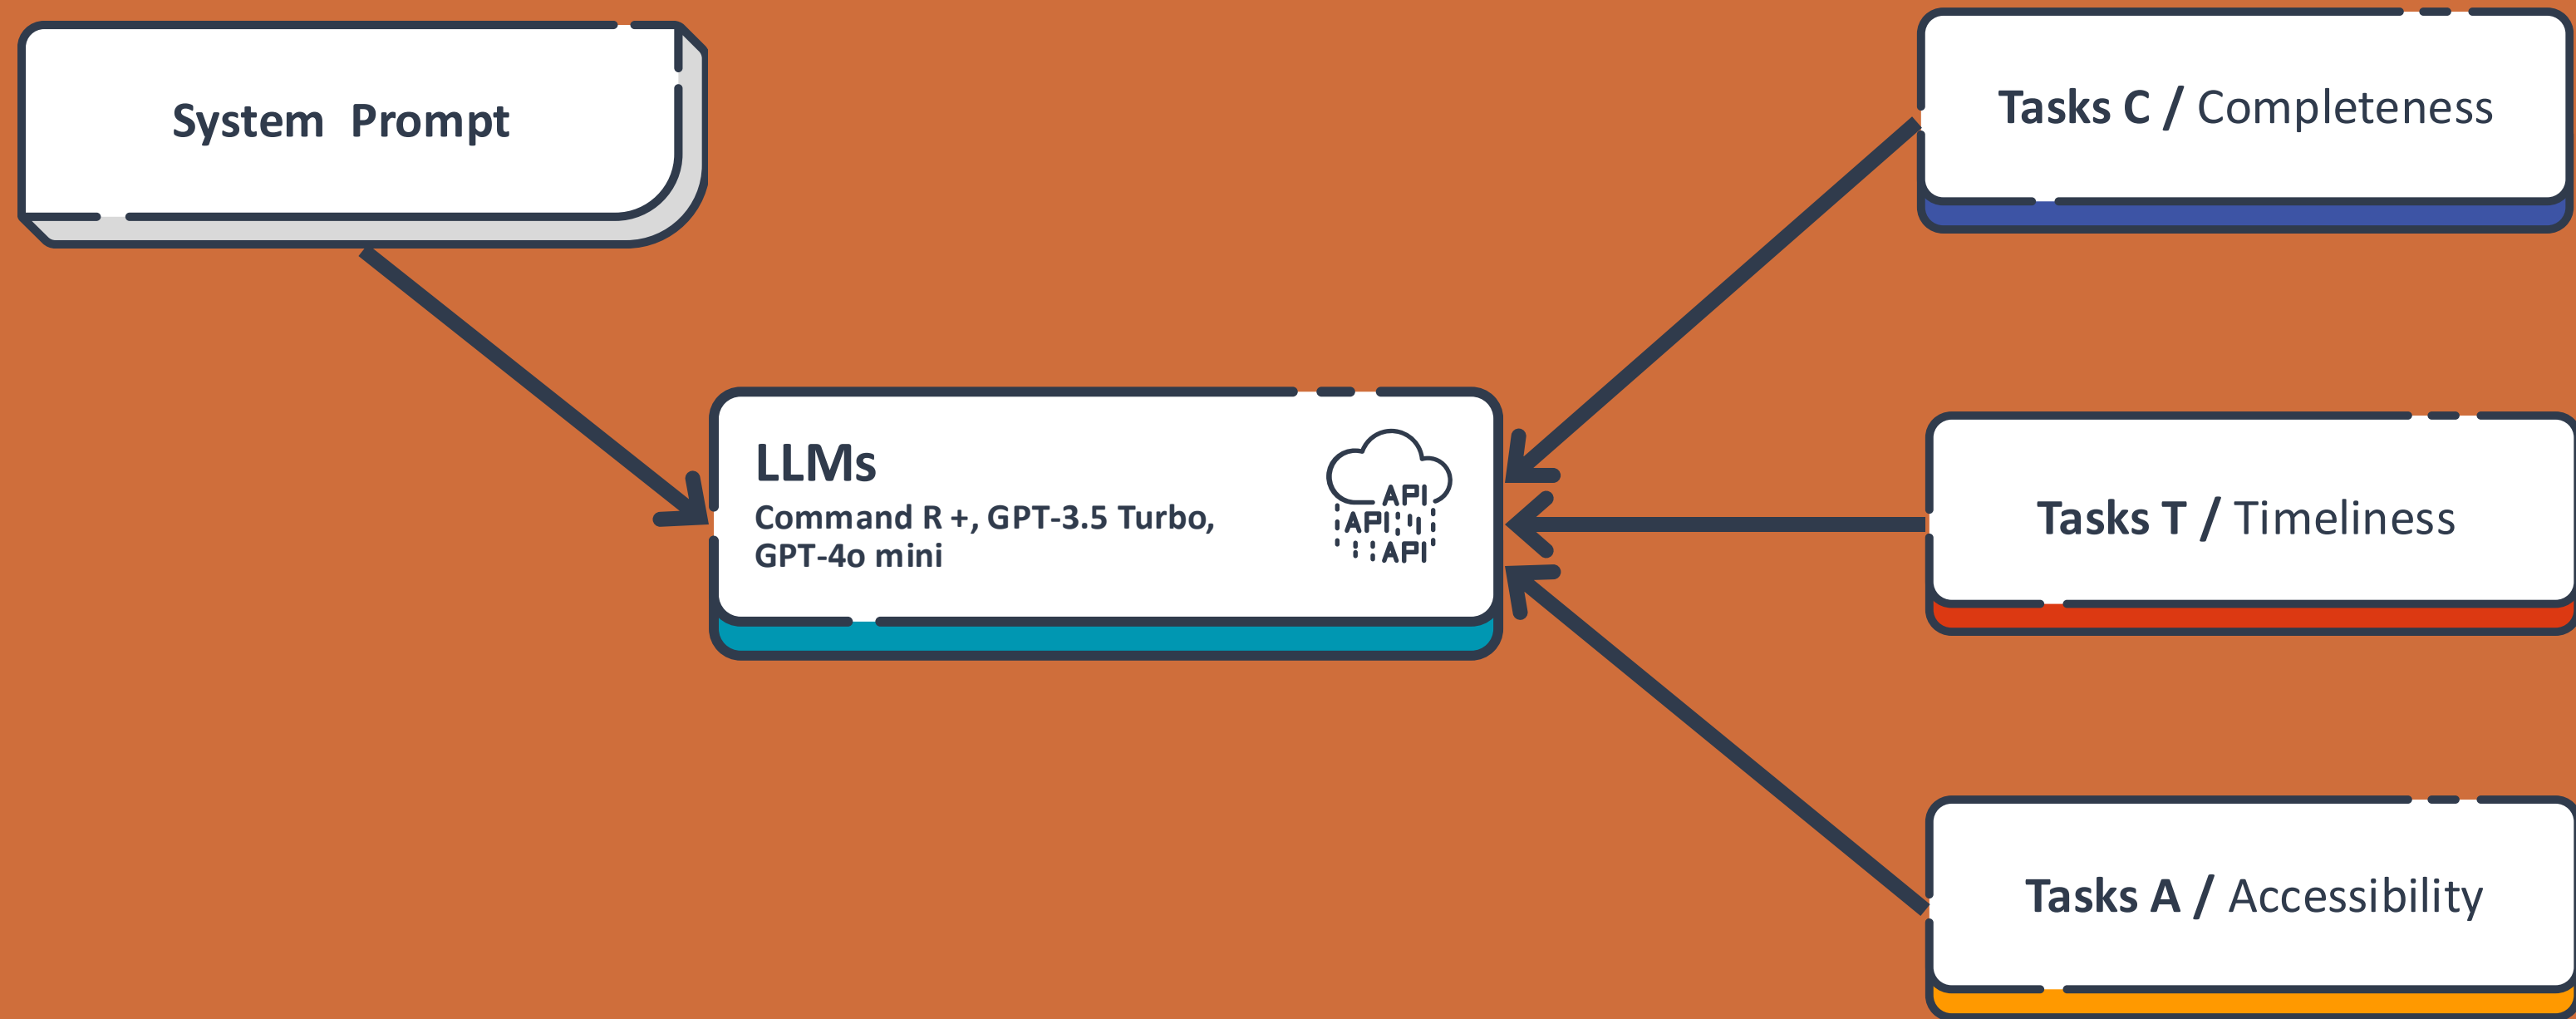 System Prompt
Tasks C / Completeness
LLMs
Command R +, GPT-3.5 Turbo,
GPT-4o mini
API
API
API
Tasks T / Timeliness
Tasks A / Accessibility